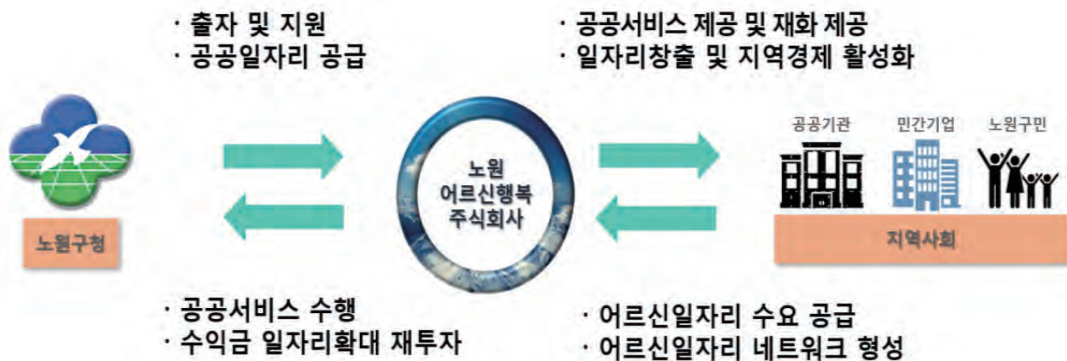 · 출자 및 지원
· 공공일자리 공급
· 공공서비스 제공 및 재화 제공
· 일자리창출 및 지역경제 활성화
노원구청
노원
어르신행복
주식회사
공공기관
민간기업
노원구민
지역사회
· 공공서비스 수행
· 수익금 일자리확대 재투자
· 어르신일자리 수요 공급
· 어르신일자리 네트워크 형성